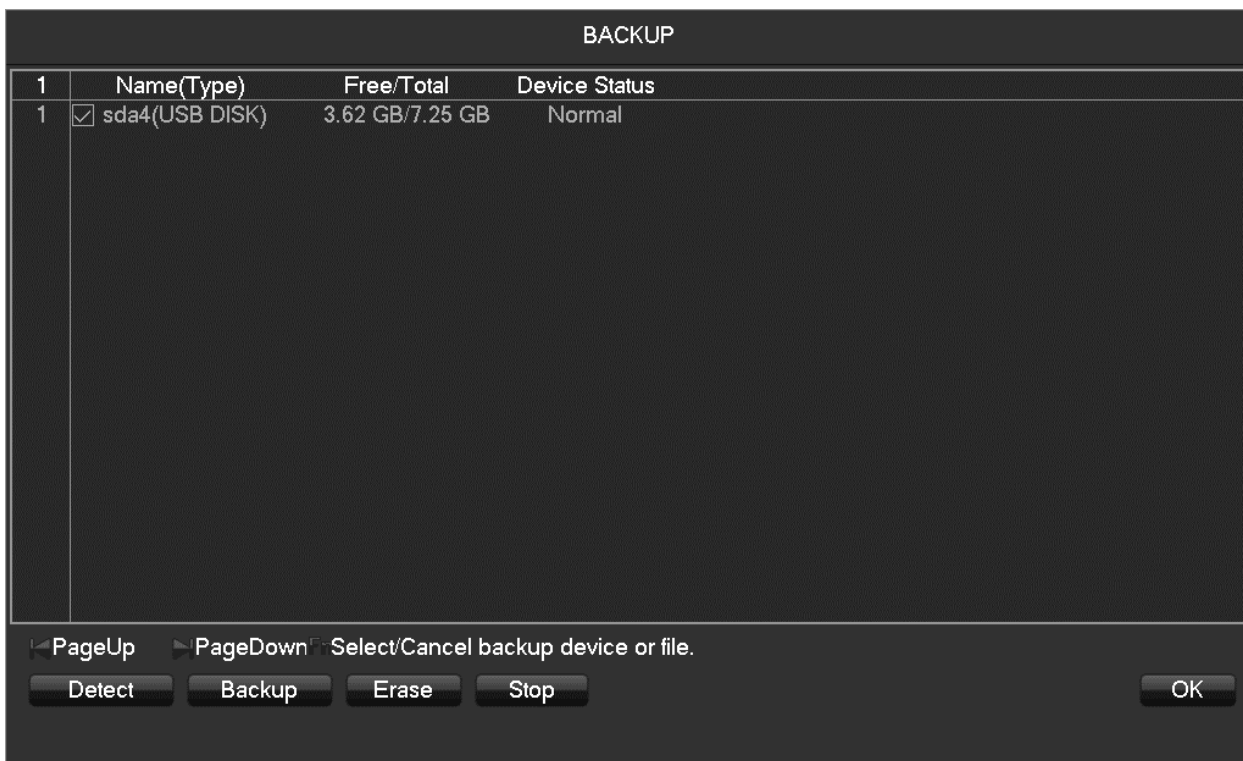 BACKUP
1 Name(Type) Free/Total Device Status
1 sda4(USB DISK) 3.62 GB/7.25 GB Normal
PageUp PageDown Select/Cancel backup device or file.
Detect Backup Erase Stop OK